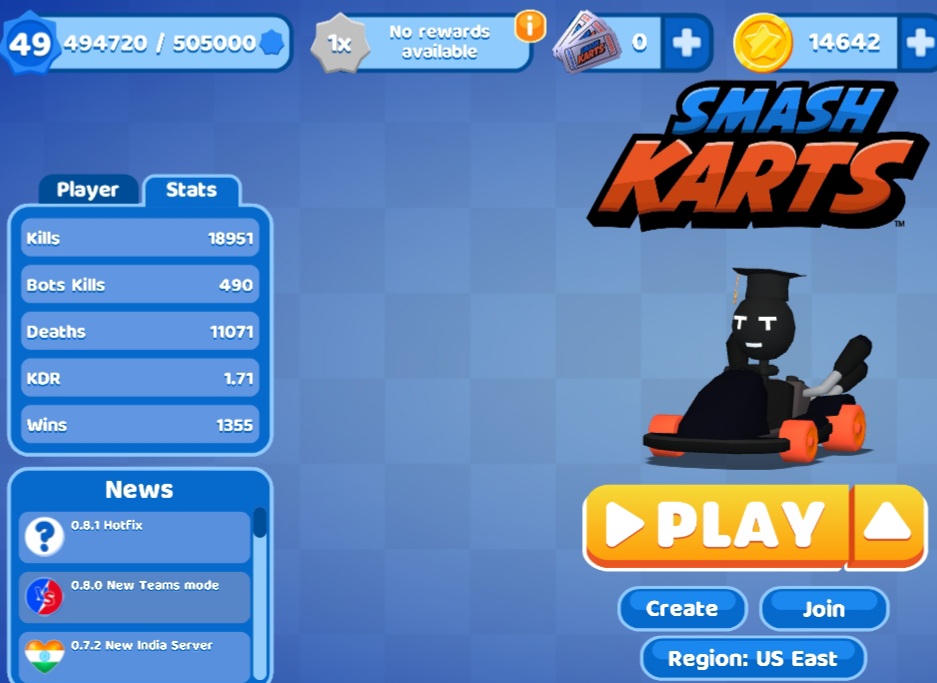 49
494720 / 505000
1x
No rewards
available
i
0
+
14642
+
SMASH
KARTS
™
Player
Stats
Kills 18951
Bots Kills 490
Deaths 11071
KDR 1.71
Wins 1355
News
? 0.8.1 Hotfix
VS 0.8.0 New Teams mode
0.7.2 New India Server
PLAY
Create
Join
Region: US East